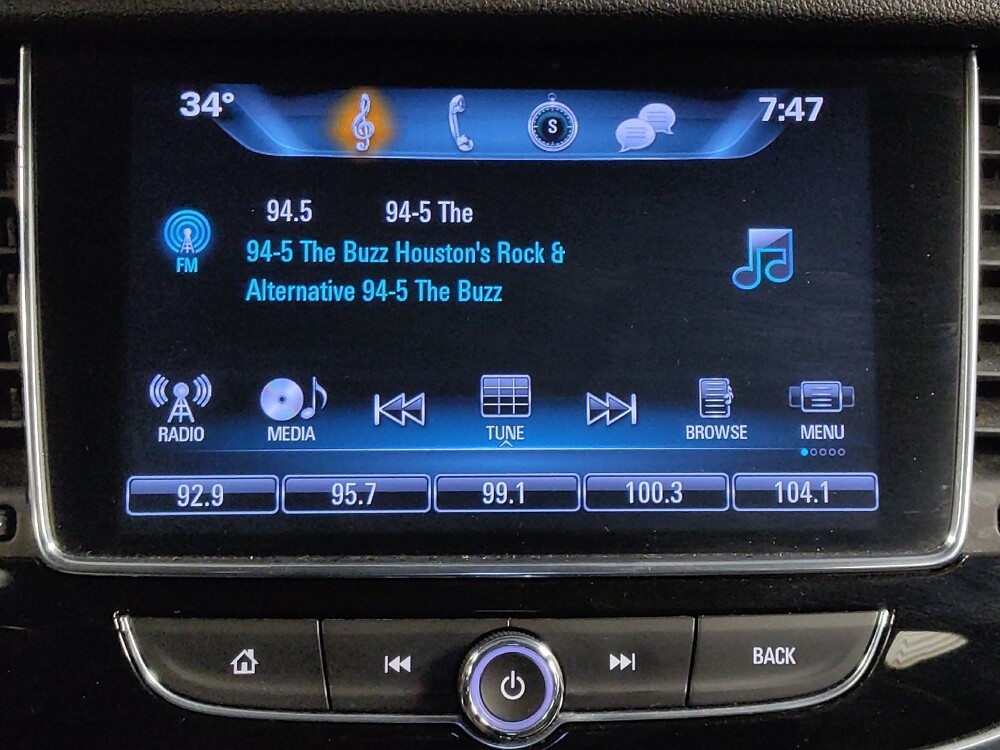 34° 7:47
S
94.5 94-5 The
94-5 The Buzz Houston's Rock &
Alternative 94-5 The Buzz
FM
RADIO MEDIA TUNE BROWSE MENU
92.9 95.7 99.1 100.3 104.1
BACK